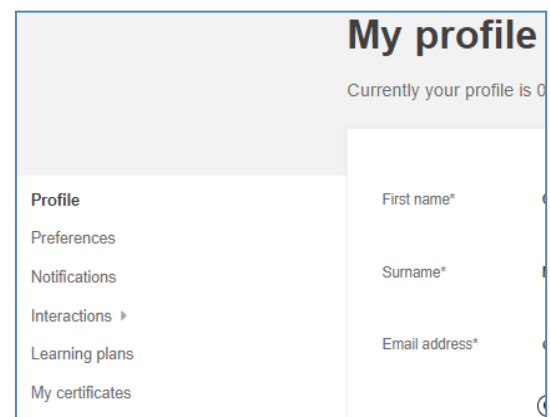 My profile
Currently your profile is 0
Profile
Preferences
Notifications
Interactions
Learning plans
My certificates
First name*
Surname*
Email address*